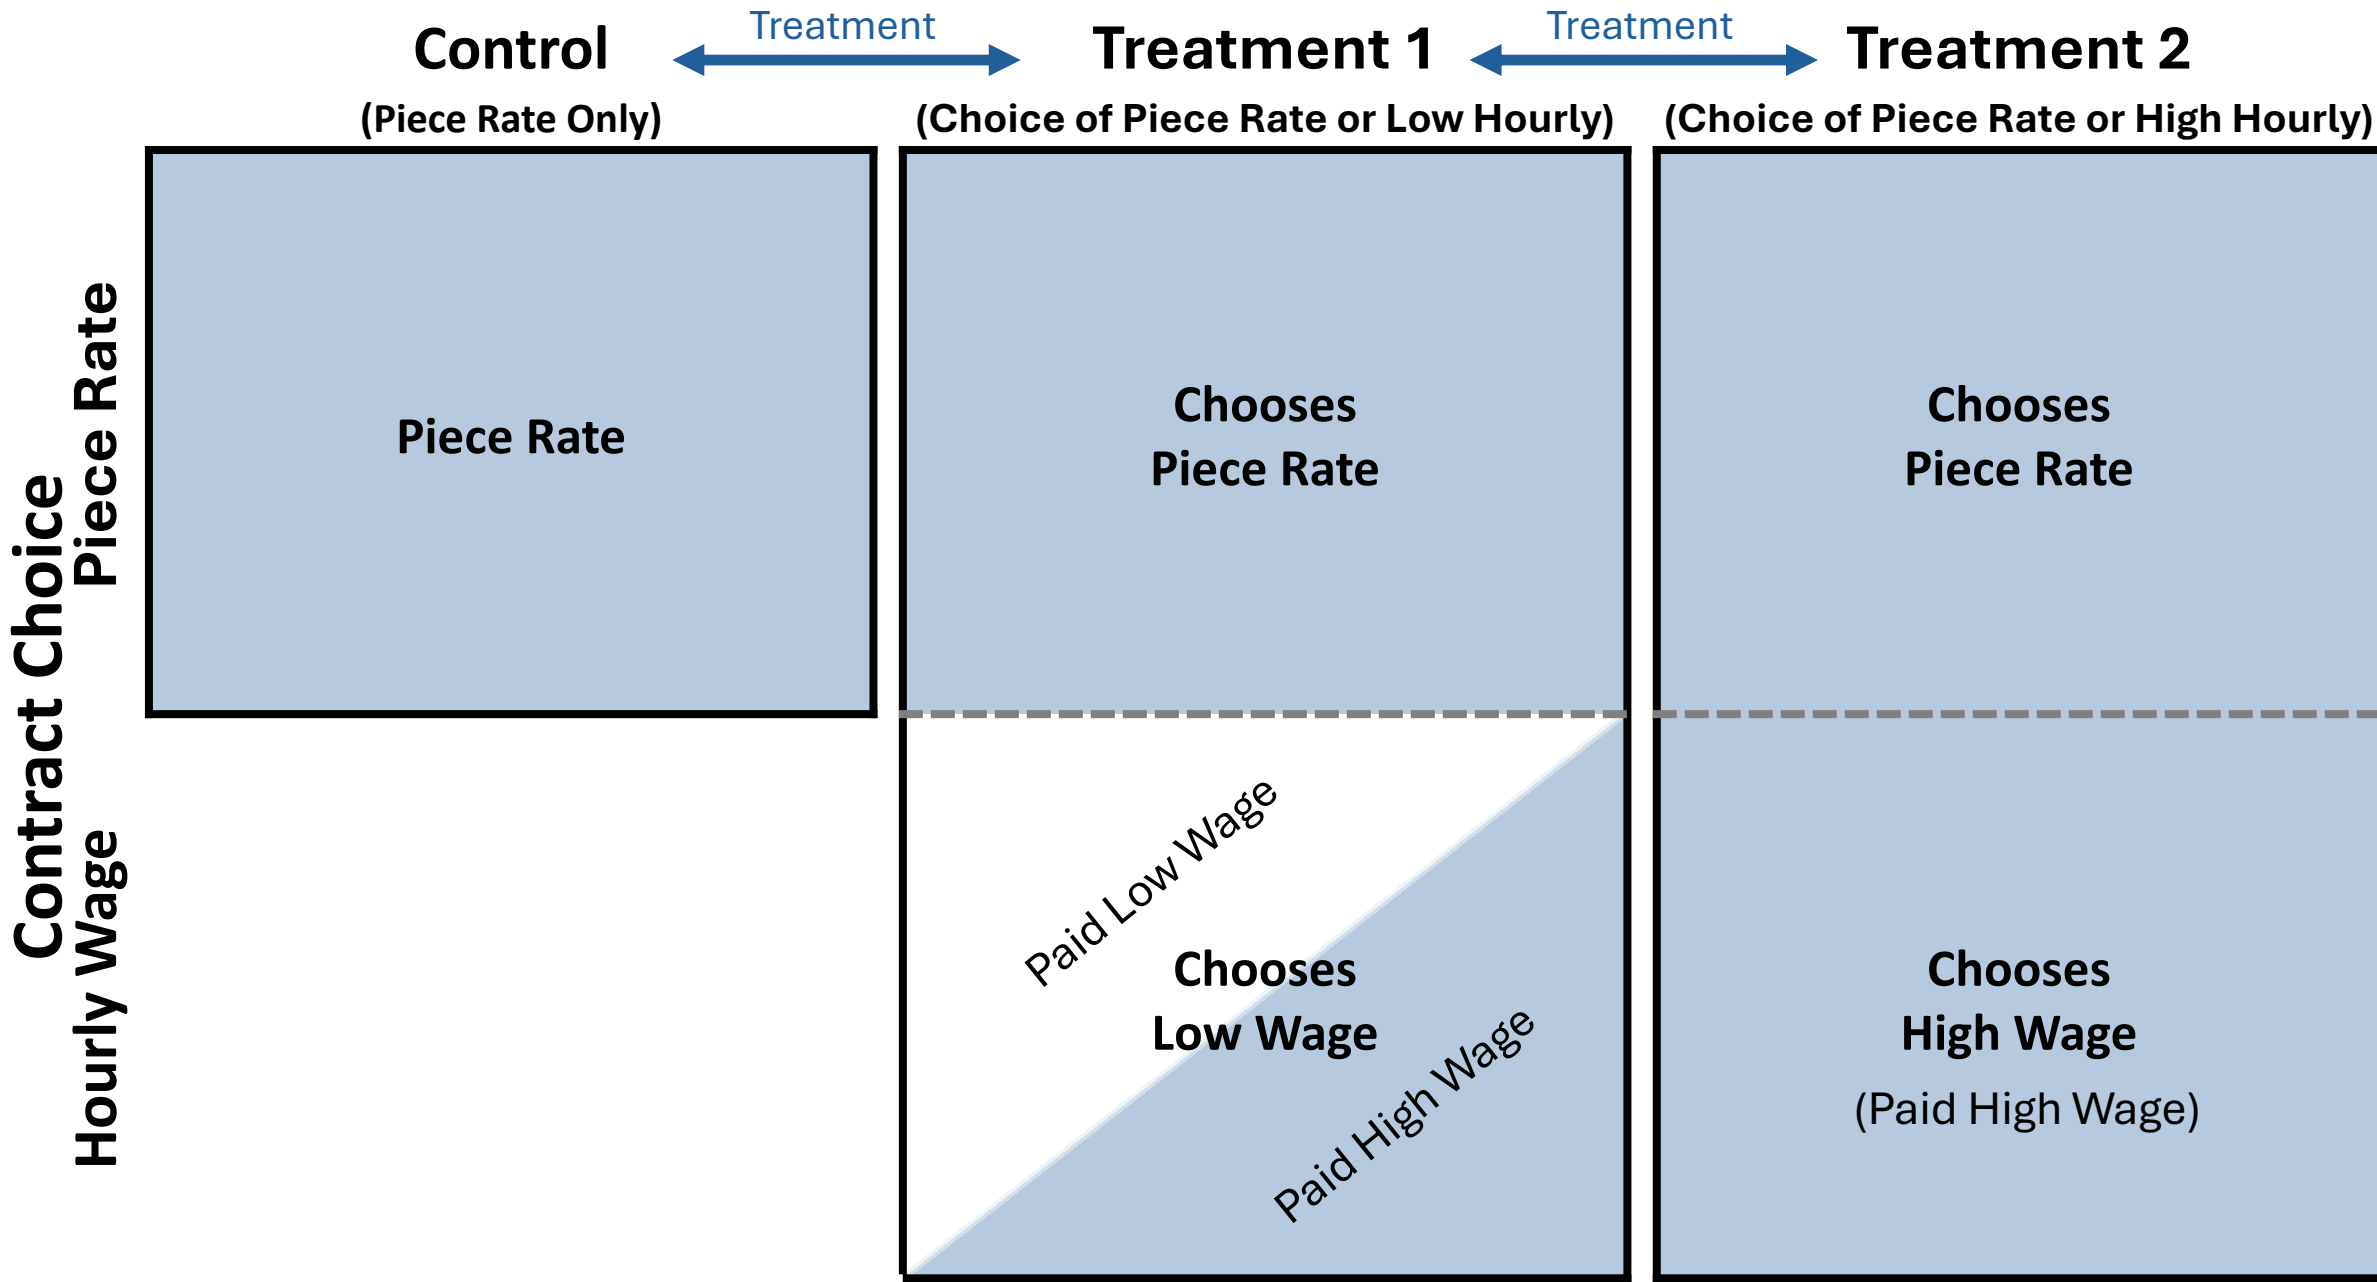 Control
Treatment
Treatment 1
Treatment
Treatment 2
(Piece Rate Only)
(Choice of Piece Rate or Low Hourly)
(Choice of Piece Rate or High Hourly)
Contract Choice
Piece Rate
Hourly Wage
Piece Rate
Chooses
Piece Rate
Chooses
Piece Rate
Paid Low Wage
Chooses
Low Wage
Paid High Wage
Chooses
High Wage
(Paid High Wage)